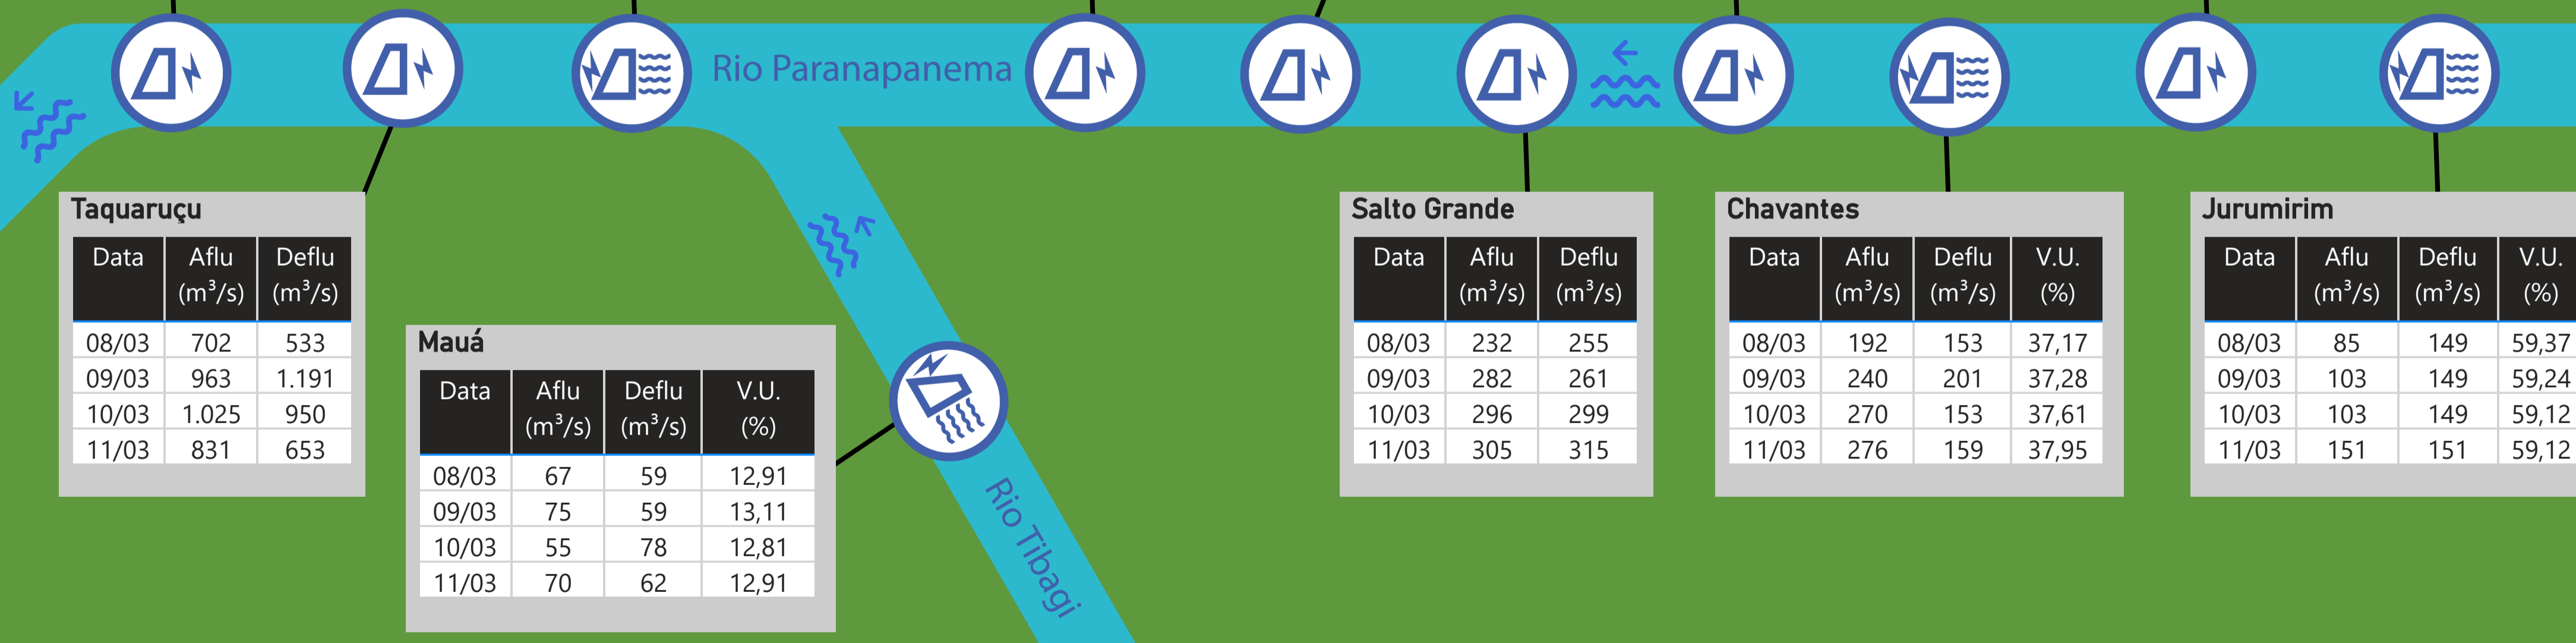 Rio Paranapanema
Taquaruçu
Data Aflu (m³/s) Deflu (m³/s)
08/03 702 533
09/03 963 1.191
10/03 1.025 950
11/03 831 653
Mauá
Data Aflu (m³/s) Deflu (m³/s) V.U. (%)
08/03 67 59 12,91
09/03 75 59 13,11
10/03 55 78 12,81
11/03 70 62 12,91
Rio Tibagi
Salto Grande
Data Aflu (m³/s) Deflu (m³/s)
08/03 232 255
09/03 282 261
10/03 296 299
11/03 305 315
Chavantes
Data Aflu (m³/s) Deflu (m³/s) V.U. (%)
08/03 192 153 37,17
09/03 240 201 37,28
10/03 270 153 37,61
11/03 276 159 37,95
Jurumirim
Data Aflu (m³/s) Deflu (m³/s) V.U. (%)
08/03 85 149 59,37
09/03 103 149 59,24
10/03 103 149 59,12
11/03 151 151 59,12